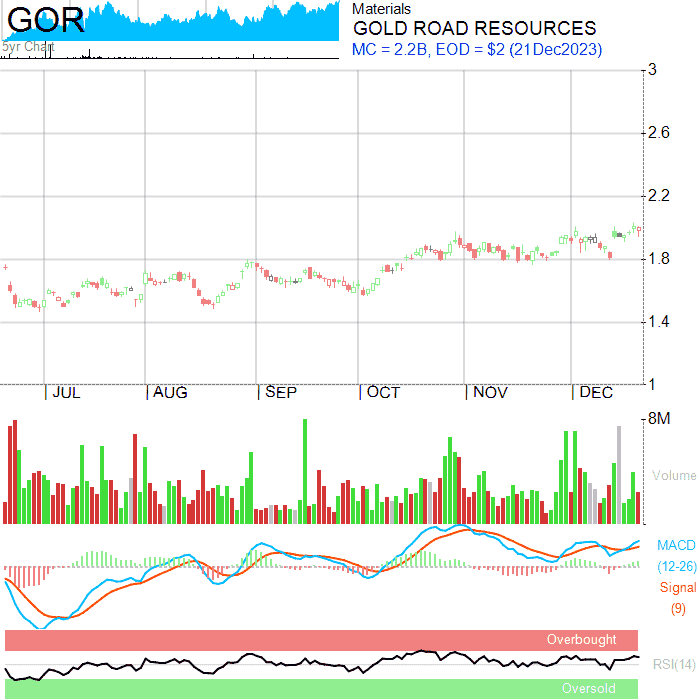 GOR
5yr Chart
Materials
GOLD ROAD RESOURCES
MC = 2.2B, EOD = $2 (21Dec2023)
3
2.6
2.2
1.8
1.4
1
JUL AUG SEP OCT NOV DEC
8M
Volume
MACD
(12-26)
Signal
(9)
Overbought
RSI(14)
Oversold